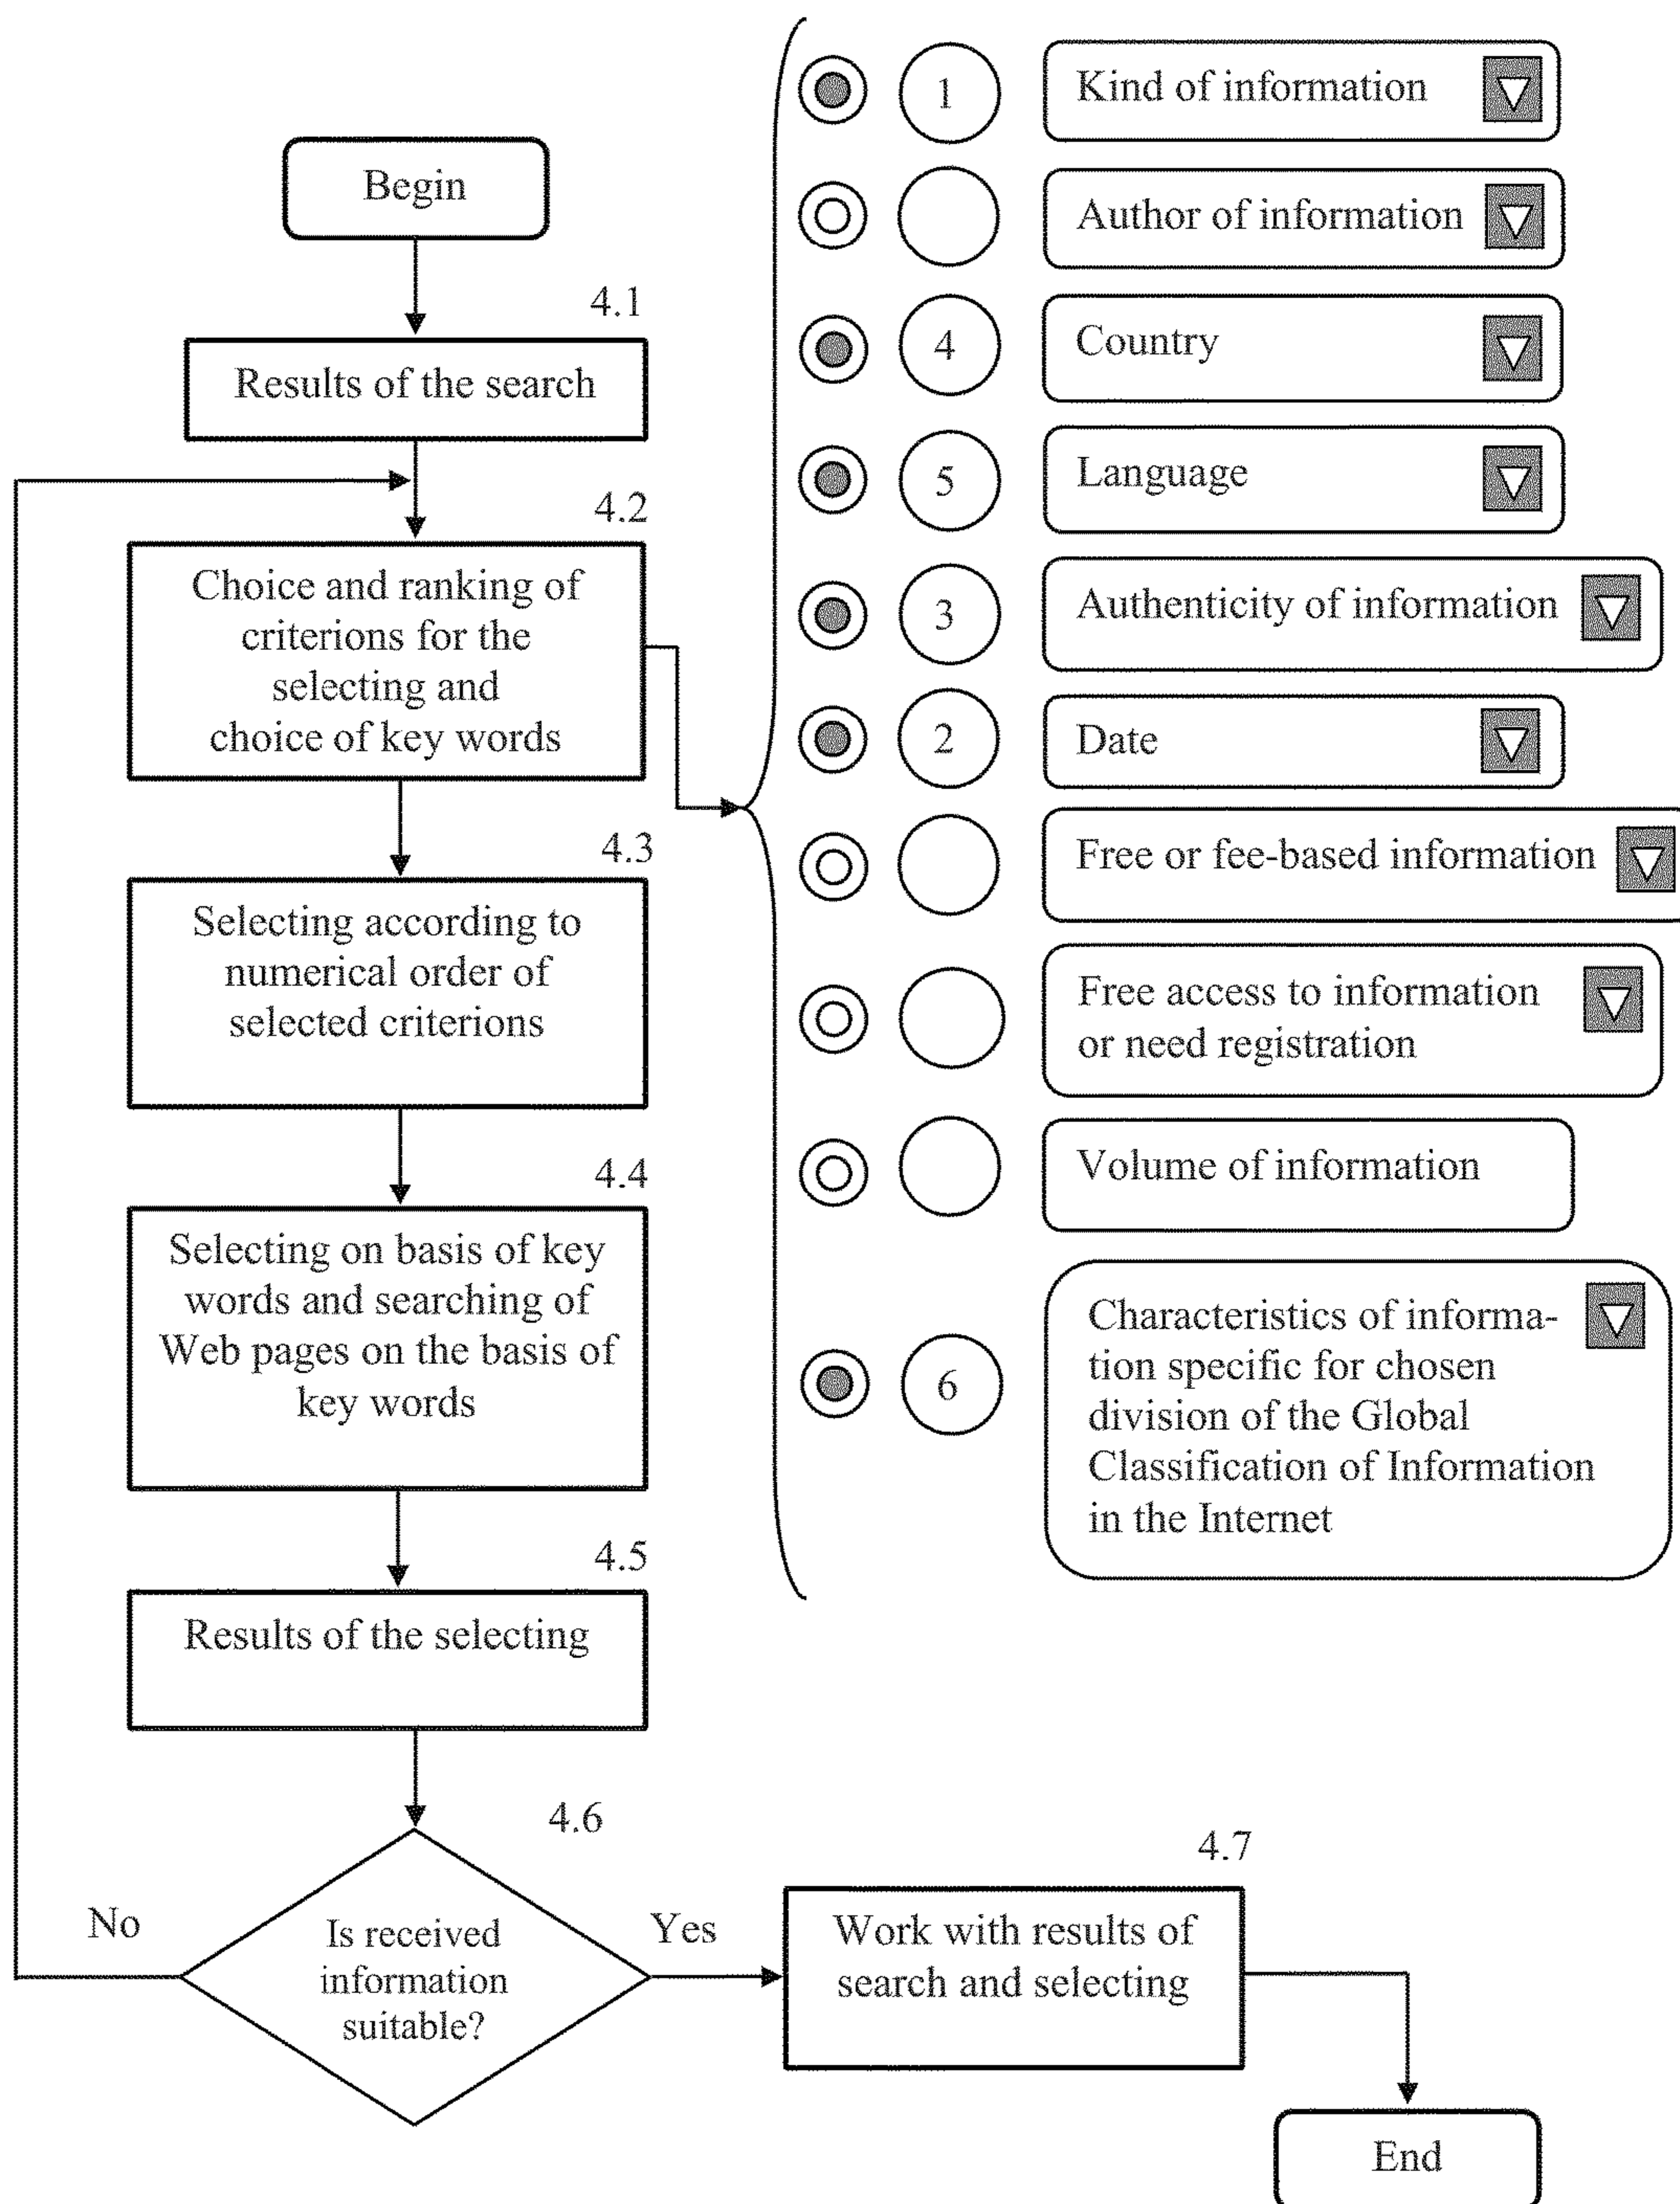 Begin
4.1
Results of the search
4.2
Choice and ranking of
criterions for the
selecting and
choice of key words
4.3
Selecting according to
numerical order of
selected criterions
4.4
Selecting on basis of key
words and searching of
Web pages on the basis of
key words
4.5
Results of the selecting
4.6
Is received
information
suitable?
No
Yes
4.7
Work with results of
search and selecting
End
1
Kind of information
Author of information
4
Country
5
Language
3
Authenticity of information
2
Date
Free or fee-based information
Free access to information
or need registration
Volume of information
6
Characteristics of informa-
tion specific for chosen
division of the Global
Classification of Information
in the Internet